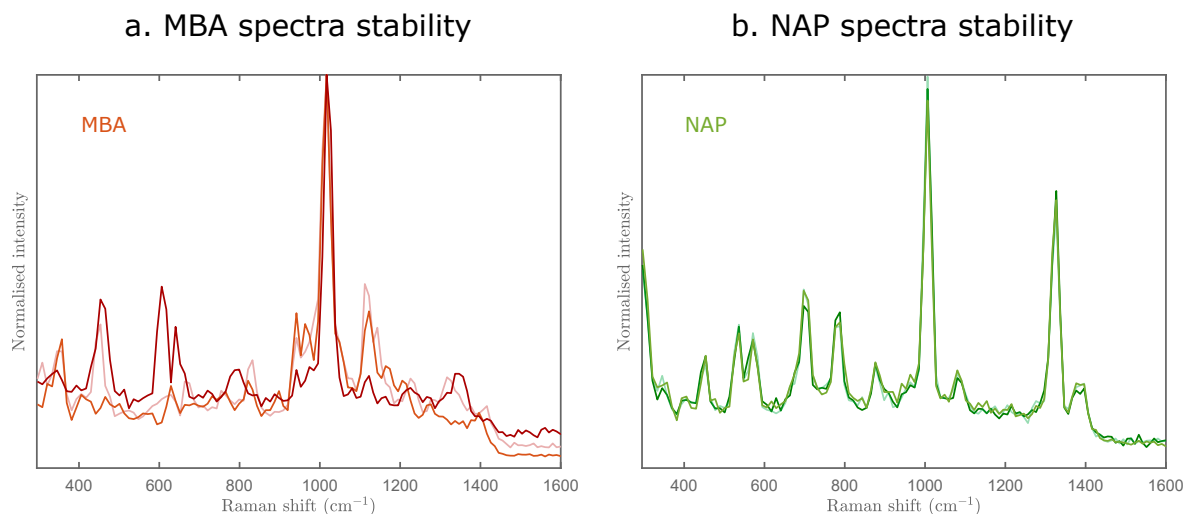 a. MBA spectra stability
b. NAP spectra stability
MBA
Normalised intensity
400 600 800 1000 1200 1400 1600
Raman shift (cm⁻¹)
NAP
Normalised intensity
400 600 800 1000 1200 1400 1600
Raman shift (cm⁻¹)